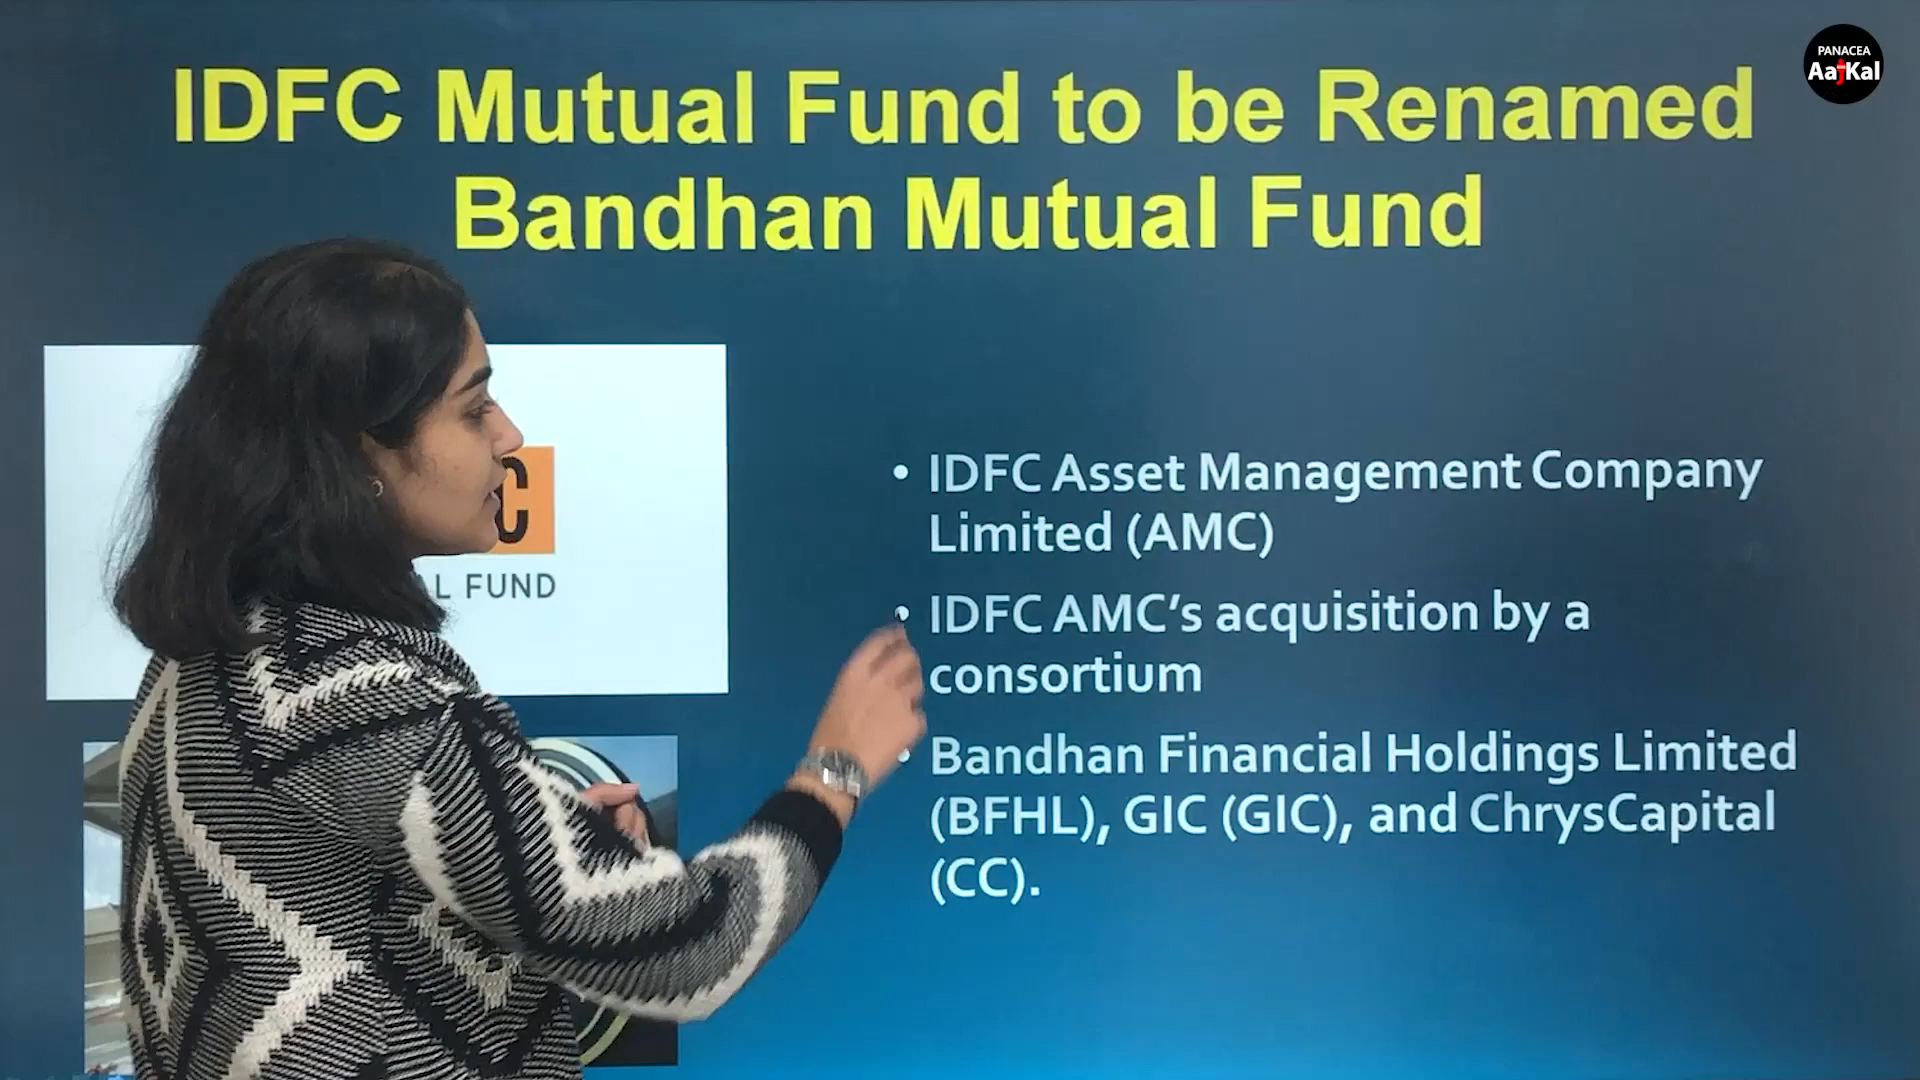 PANACEA
AajKal
IDFC Mutual Fund to be Renamed
Bandhan Mutual Fund
C
L FUND
• IDFC Asset Management Company
Limited (AMC)
• IDFC AMC’s acquisition by a
consortium
• Bandhan Financial Holdings Limited
(BFHL), GIC (GIC), and ChrysCapital
(CC).